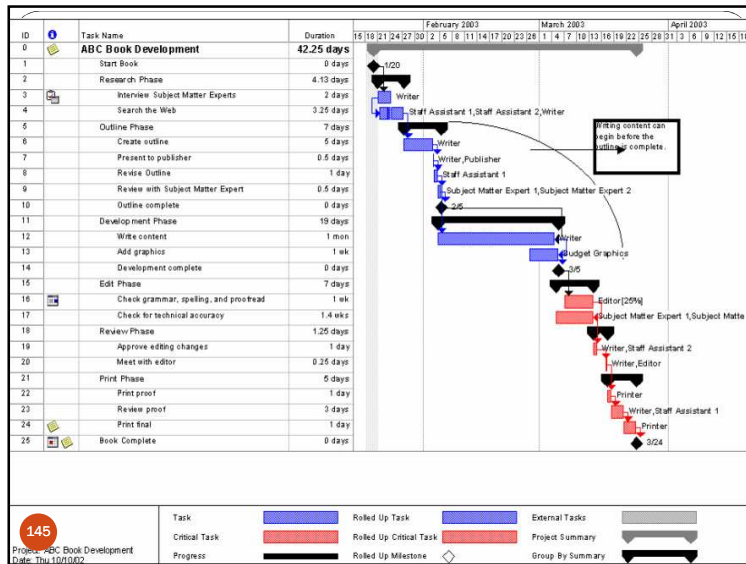 February 2003 March 2003 April 2003
ID Task Name Duration 15 18 21 24 27 30 2 5 8 11 14 17 20 23 26 1 4 7 10 13 16 19 22 25 28 31 3 6 9 12 15 18
0 ABC Book Development 42.25 days
1 Start Book 0 days 1/20
2 Research Phase 4.13 days
3 Interview Subject Matter Experts 2 days Writer
4 Search the Web 3.25 days Staff Assistant 1,Staff Assistant 2,Writer
5 Outline Phase 7 days
6 Create outline 5 days Writer
7 Present to publisher 0.5 days Writer,Publisher
8 Revise Outline 1 day Staff Assistant 1
9 Review with Subject Matter Expert 0.5 days Subject Matter Expert 1,Subject Matter Expert 2
10 Outline complete 0 days 2/5
11 Development Phase 19 days
12 Write content 1 mon Writer
13 Add graphics 1 wk Budget Graphics
14 Development complete 0 days 3/5
15 Edit Phase 7 days
16 Check grammar, spelling, and proofread 1 wk Editor[25%]
17 Check for technical accuracy 1.4 wks Subject Matter Expert 1,Subject Matte
18 Review Phase 1.25 days
19 Approve editing changes 1 day Writer,Staff Assistant 2
20 Meet with editor 0.25 days Writer,Editor
21 Print Phase 5 days
22 Print proof 1 day Printer
23 Review proof 3 days Writer,Staff Assistant 1
24 Print final 1 day Printer
25 Book Complete 0 days 3/24
Writing content can
begin before the
outline is complete.
Task Rolled Up Task External Tasks
Critical Task Rolled Up Critical Task Project Summary
Progress Rolled Up Milestone Group By Summary
145
Project: ABC Book Development
Date: Thu 10/10/02